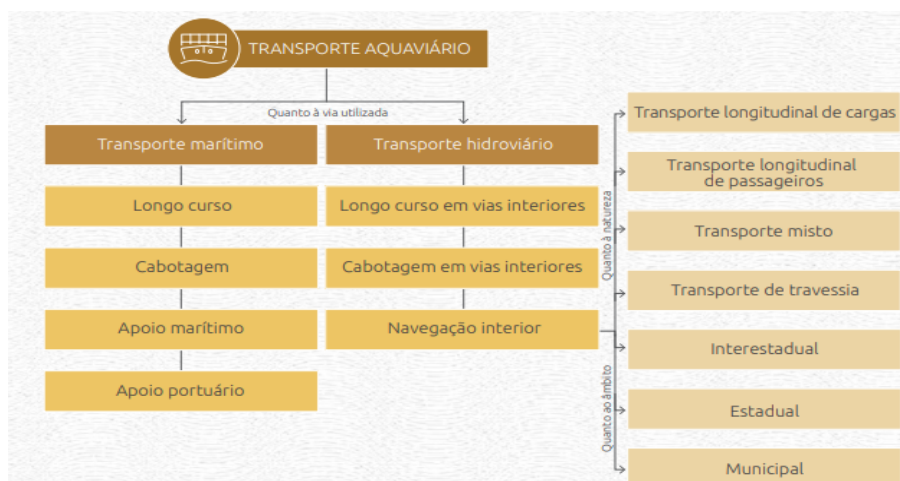 TRANSPORTE AQUAVIÁRIO
Quanto à via utilizada
Transporte marítimo
Longo curso
Cabotagem
Apoio marítimo
Apoio portuário
Transporte hidroviário
Longo curso em vias interiores
Cabotagem em vias interiores
Navegação interior
Quanto à natureza
Transporte longitudinal de cargas
Transporte longitudinal
de passageiros
Transporte misto
Transporte de travessia
Quanto ao âmbito
Interestadual
Estadual
Municipal